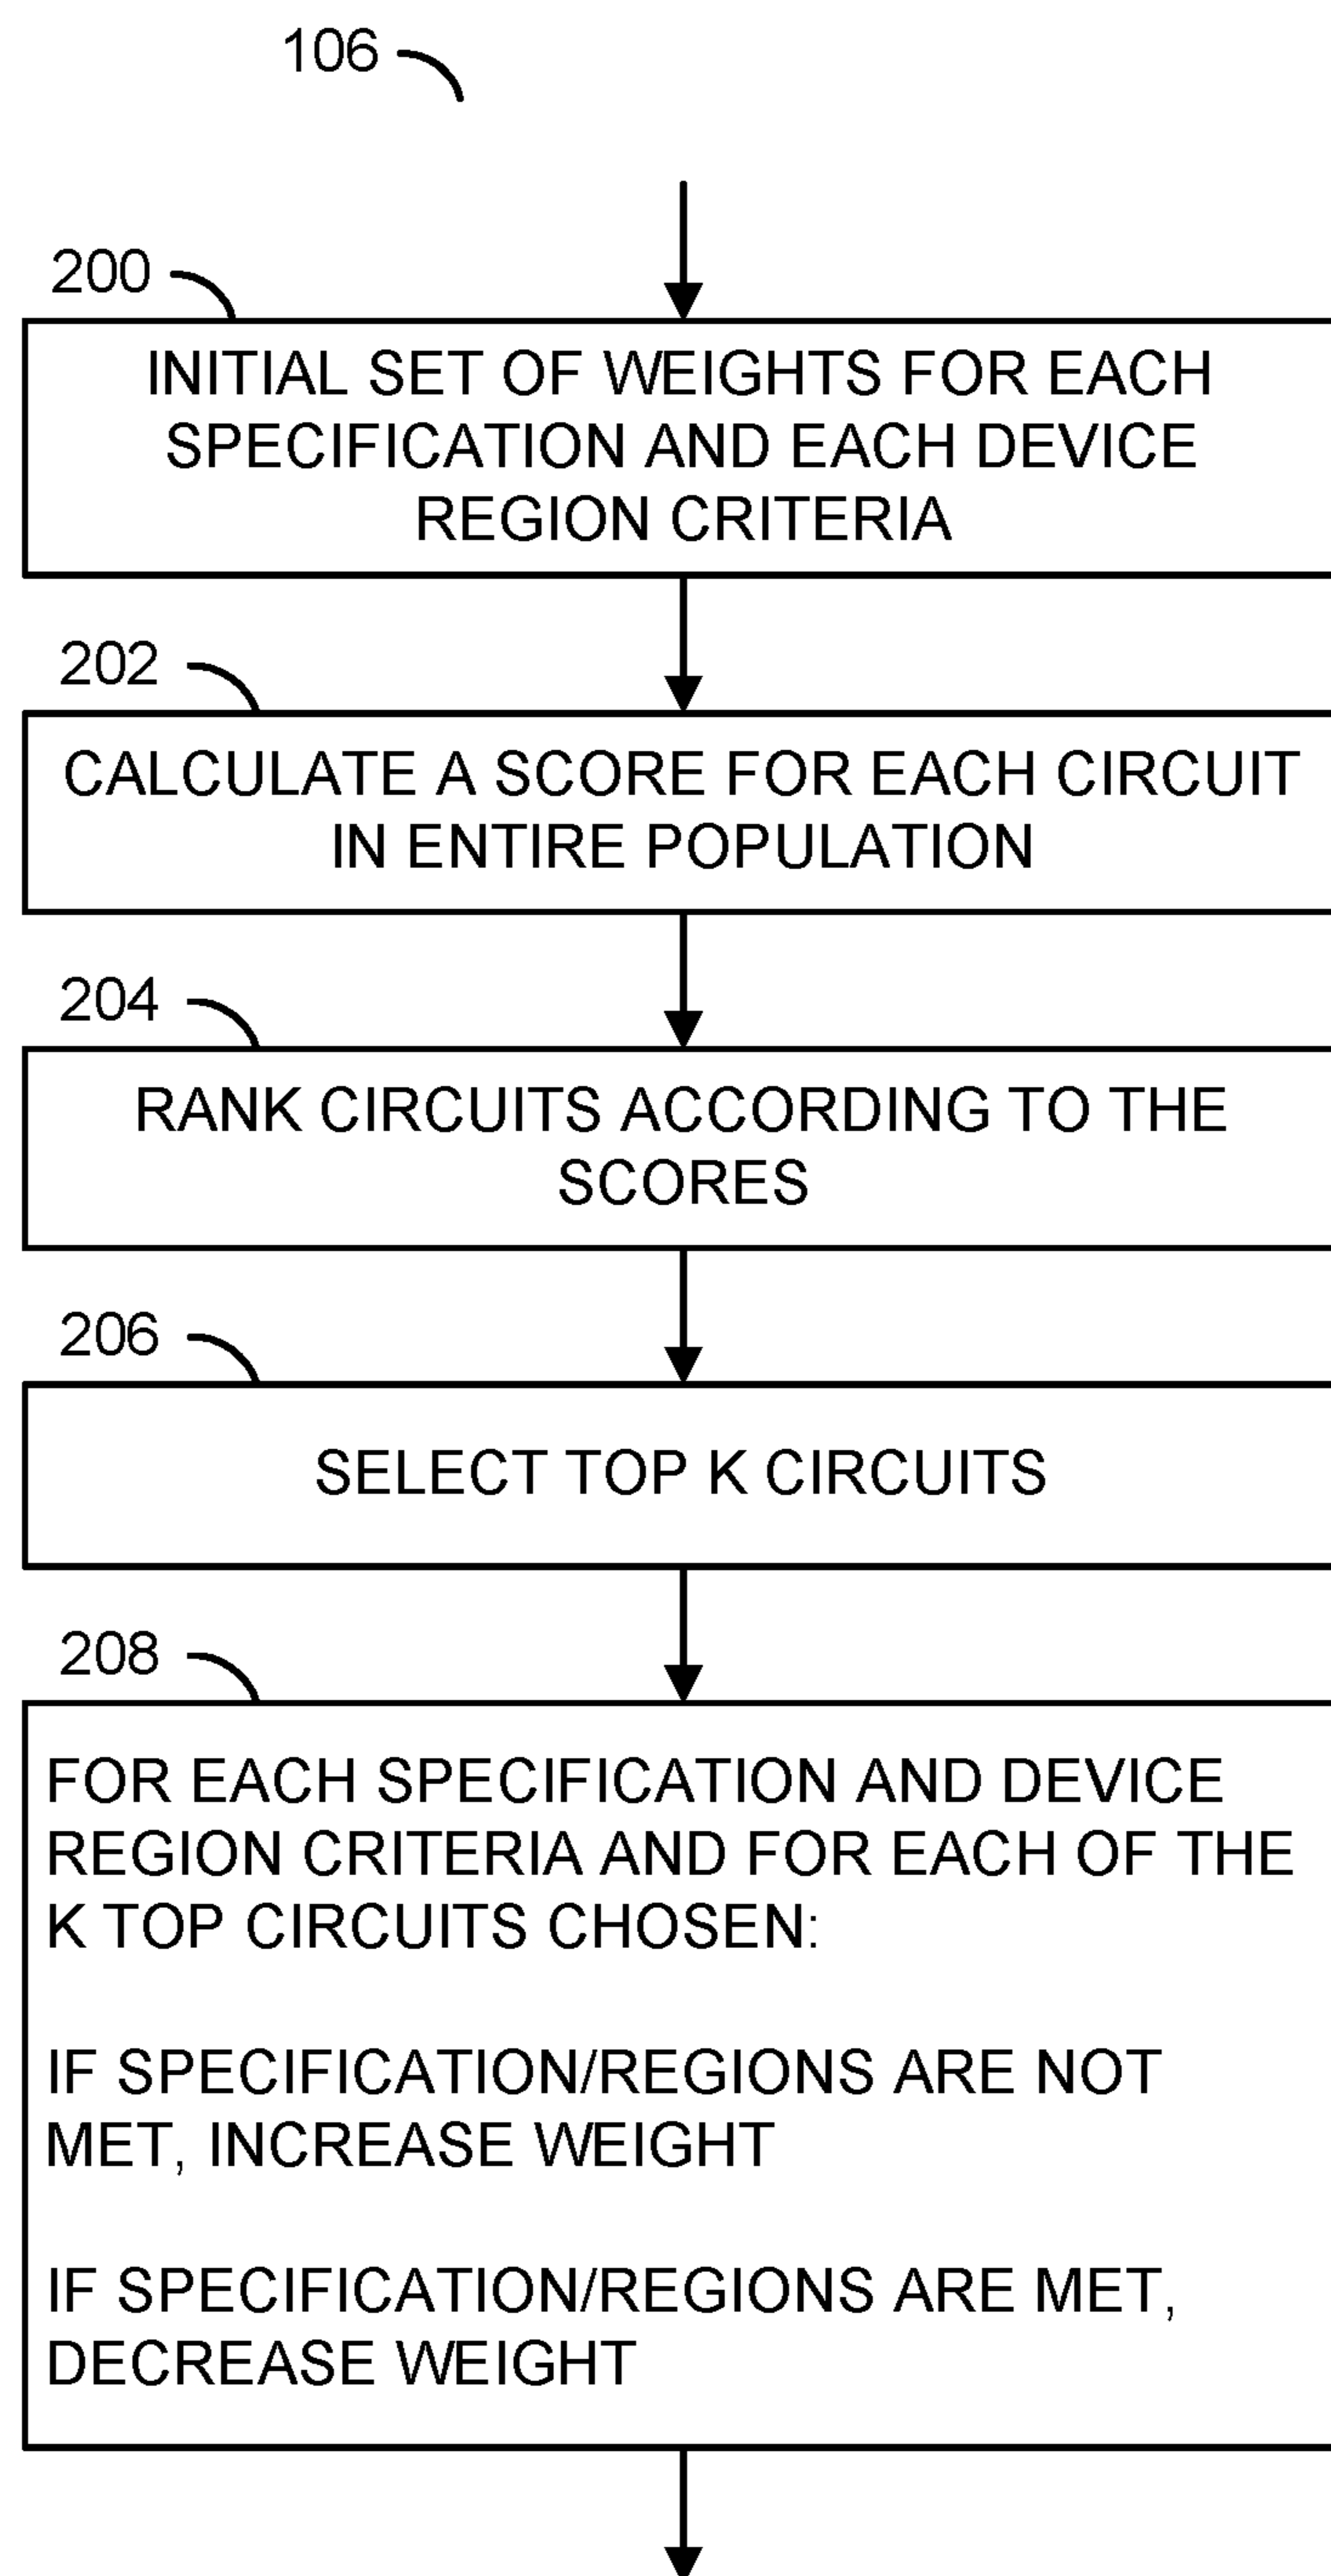 106
200
INITIAL SET OF WEIGHTS FOR EACH
SPECIFICATION AND EACH DEVICE
REGION CRITERIA
202
CALCULATE A SCORE FOR EACH CIRCUIT
IN ENTIRE POPULATION
204
RANK CIRCUITS ACCORDING TO THE
SCORES
206
SELECT TOP K CIRCUITS
208
FOR EACH SPECIFICATION AND DEVICE
REGION CRITERIA AND FOR EACH OF THE
K TOP CIRCUITS CHOSEN:
IF SPECIFICATION/REGIONS ARE NOT
MET, INCREASE WEIGHT
IF SPECIFICATION/REGIONS ARE MET,
DECREASE WEIGHT